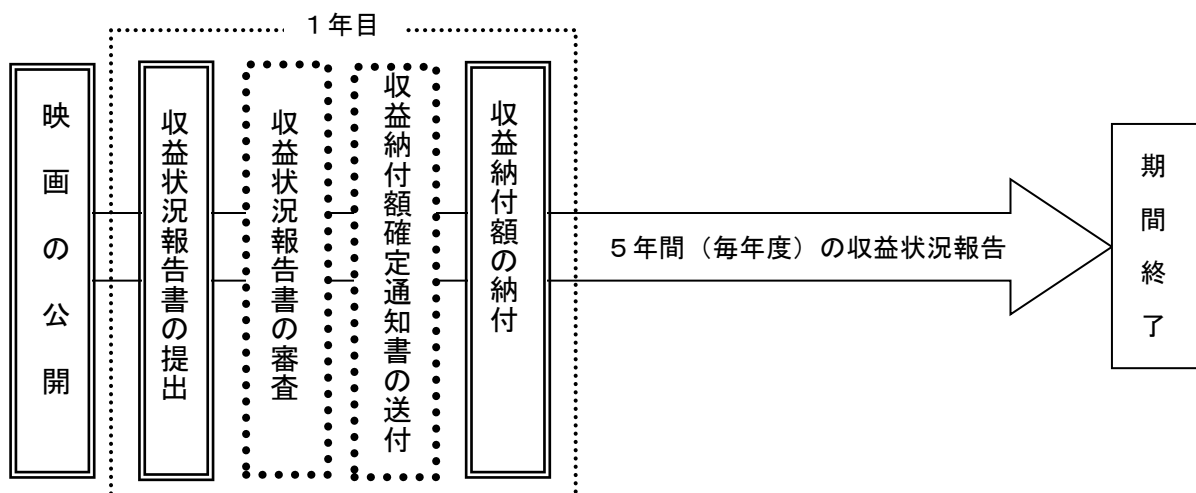 １年目
映画の公開
収益状況報告書の提出
収益状況報告書の審査
収益納付額確定通知書の送付
収益納付額の納付
５年間（毎年度）の収益状況報告
期間終了